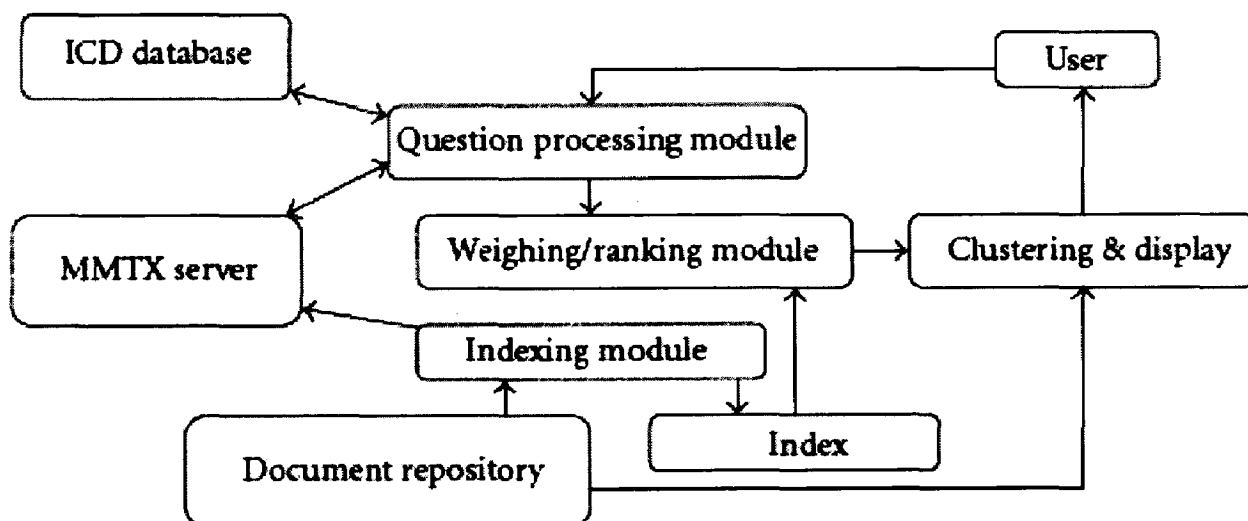 ICD database
User
Question processing module
Weighing/ranking module
Clustering & display
MMTX server
Indexing module
Index
Document repository